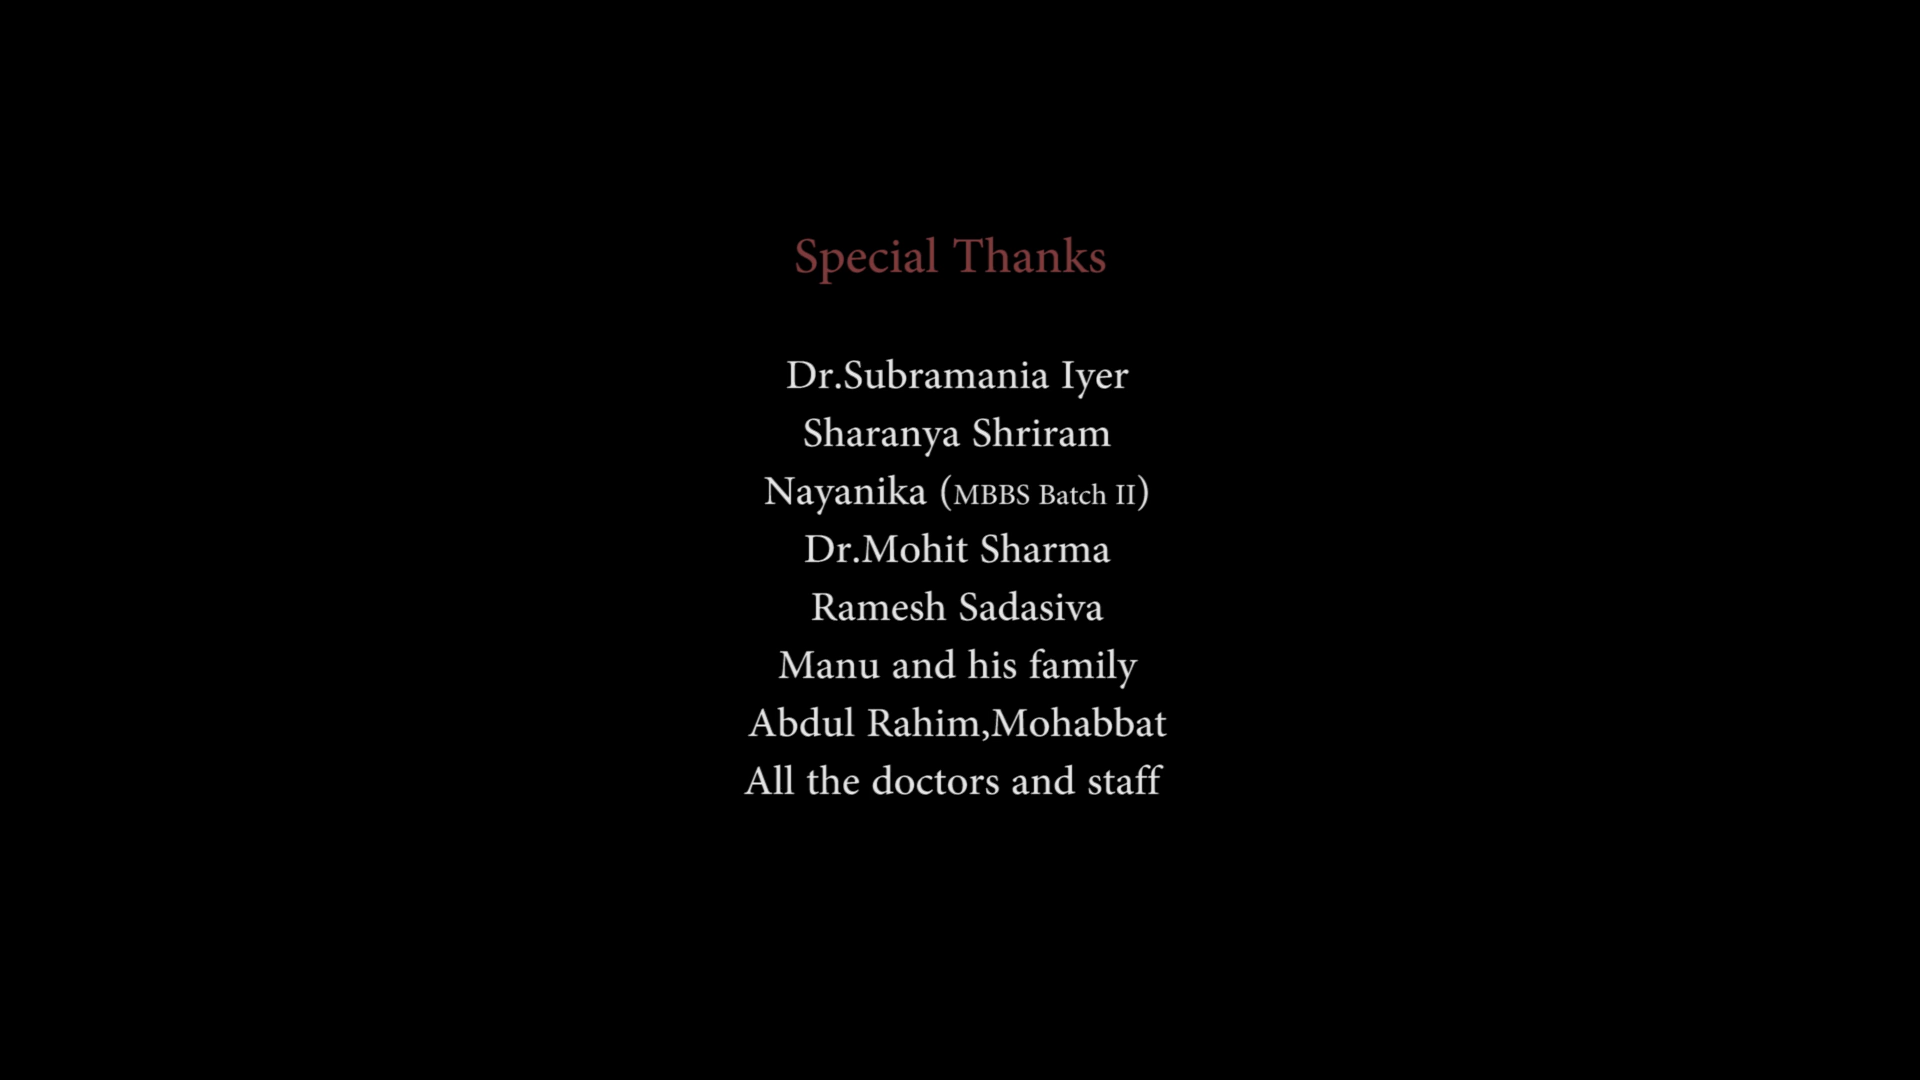 Special Thanks
Dr.Subramania Iyer
Sharanya Shriram
Nayanika (MBBS Batch II)
Dr.Mohit Sharma
Ramesh Sadasiva
Manu and his family
Abdul Rahim,Mohabbat
All the doctors and staff